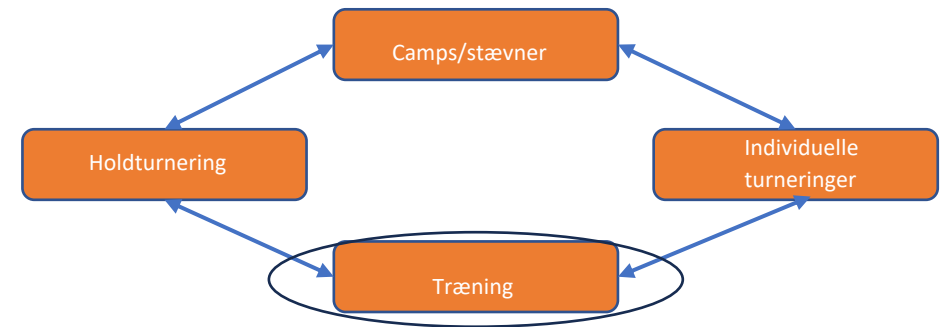 Camps/stævner
Holdturnering
Individuelle
turneringer
Træning